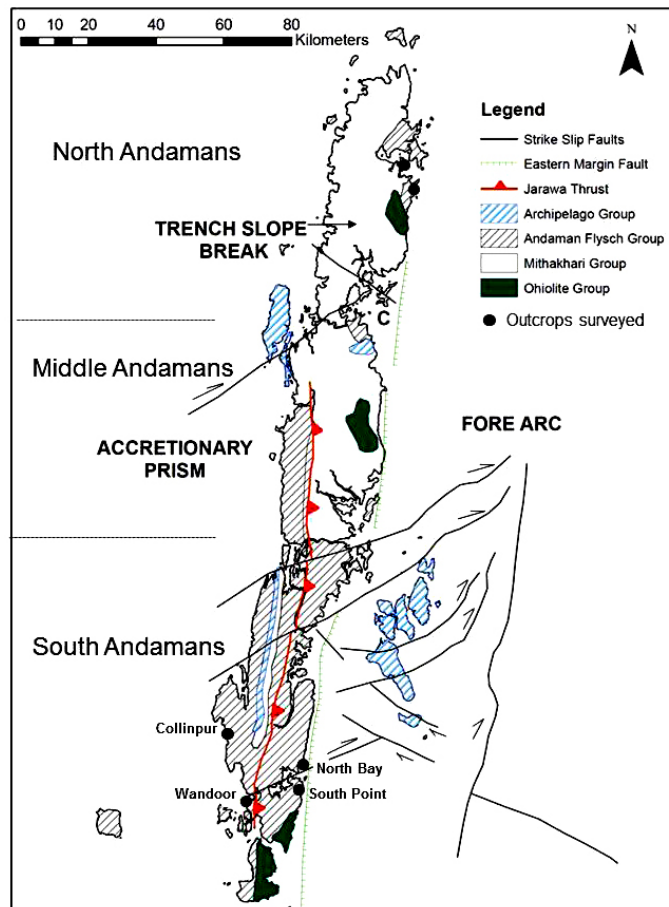 0 10 20 40 60 80
Kilometers
N
Legend
Strike Slip Faults
Eastern Margin Fault
Jarawa Thrust
Archipelago Group
Andaman Flysch Group
Mithakhari Group
Ohiolite Group
Outcrops surveyed
North Andamans
TRENCH SLOPE
BREAK
C
Middle Andamans
ACCRETIONARY
PRISM
FORE ARC
South Andamans
Collinpur
North Bay
Wandoor
South Point